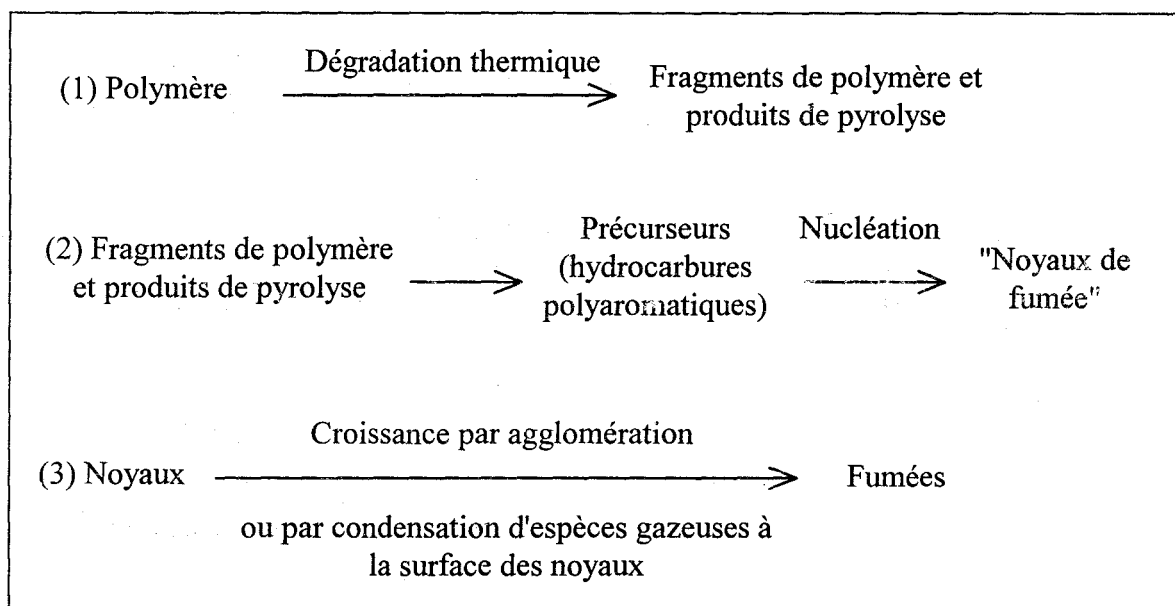 Dégradation thermique
(1) Polymère
Fragments de polymère et
produits de pyrolyse
(2) Fragments de polymère
et produits de pyrolyse
Précurseurs
(hydrocarbures
polyaromatiques)
Nucléation
"Noyaux de
fumée"
Croissance par agglomération
(3) Noyaux
Fumées
ou par condensation d'espèces gazeuses à
la surface des noyaux